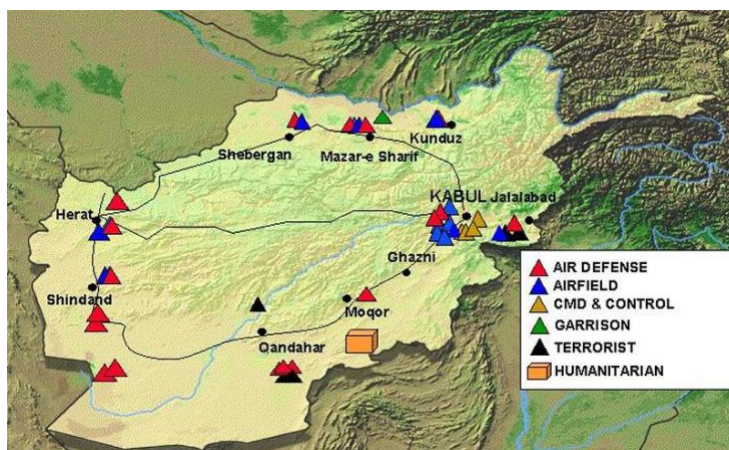 Shebergan
Mazar-e Sharif
Kunduz
Herat
KABUL Jalalabad
Ghazni
Shindand
Moqor
Qandahar
AIR DEFENSE
AIRFIELD
CMD & CONTROL
GARRISON
TERRORIST
HUMANITARIAN